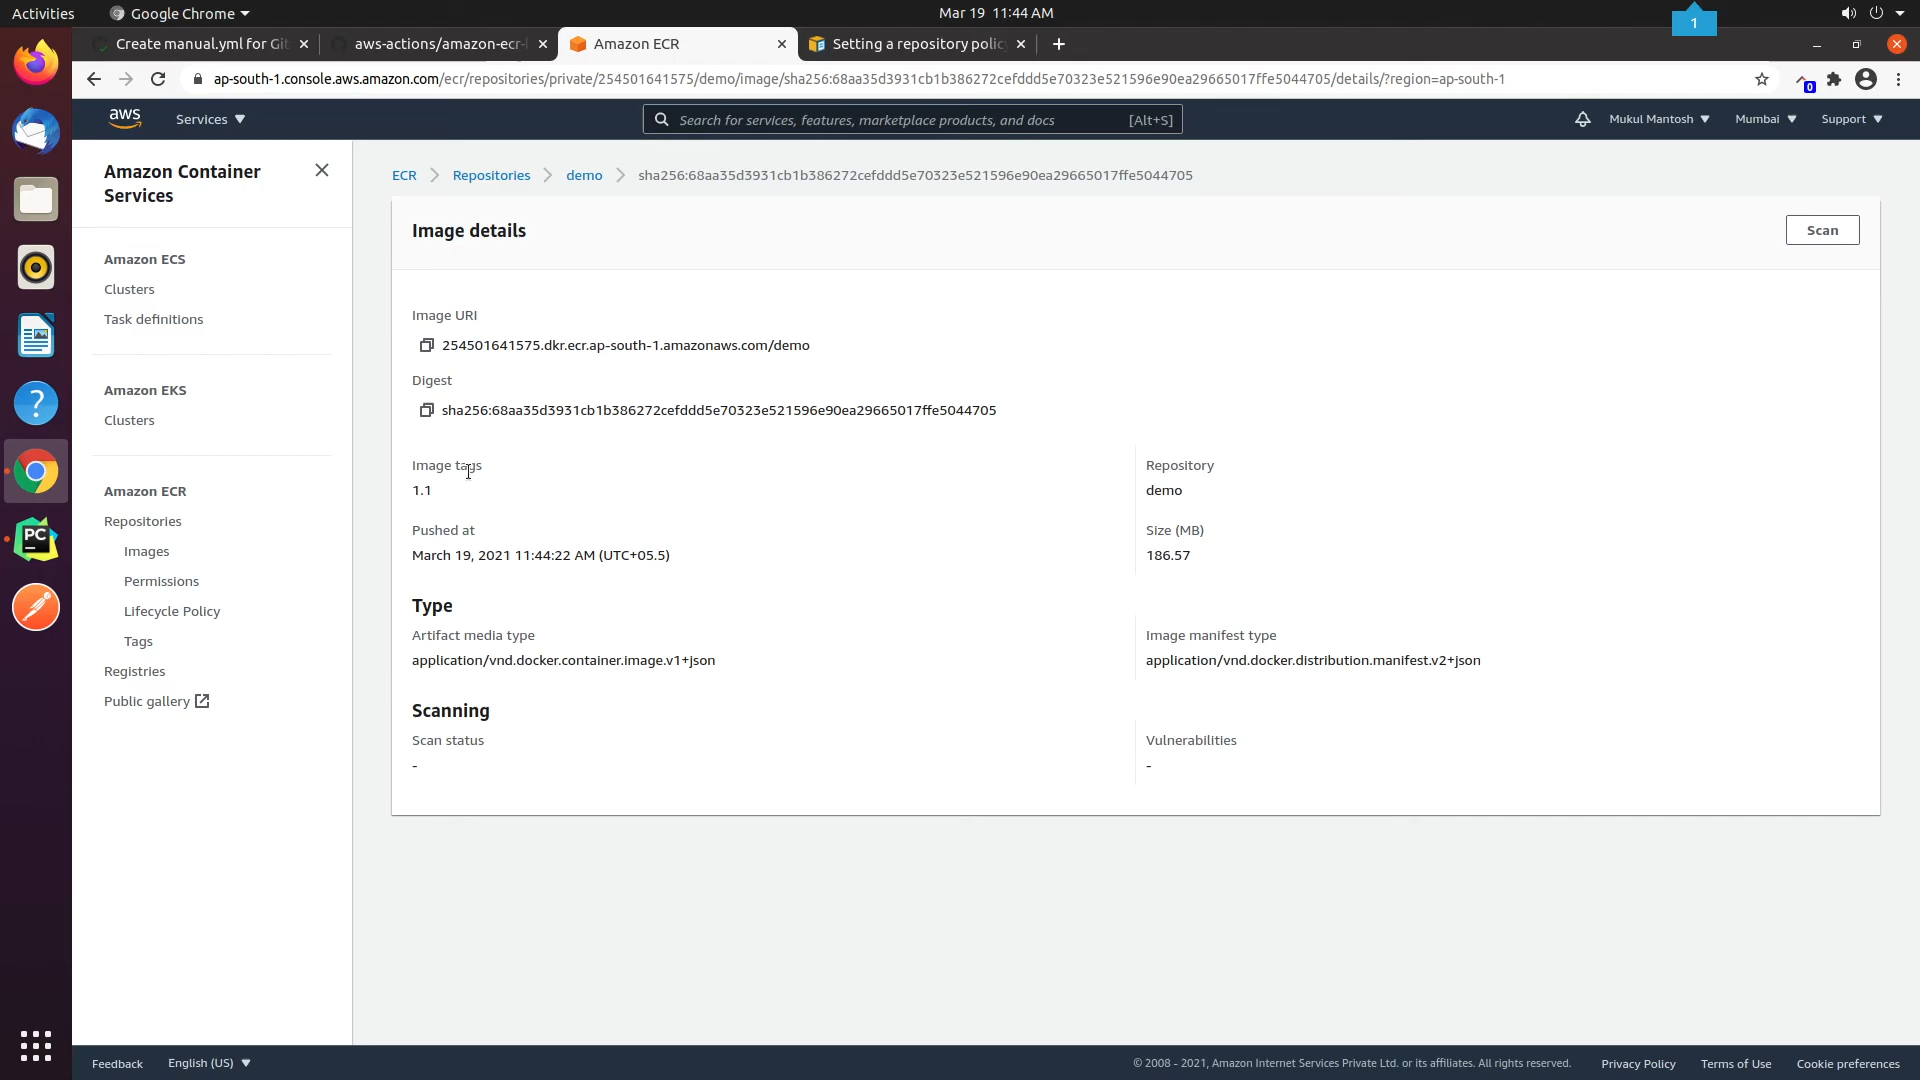 Activities
Google Chrome
Mar 19 11:44 AM
1
Create manual.yml for Git
aws-actions/amazon-ecr-l
Amazon ECR
Setting a repository policy
ap-south-1.console.aws.amazon.com/ecr/repositories/private/254501641575/demo/image/sha256:68aa35d3931cb1b386272cefddd5e70323e521596e90ea29665017ffe5044705/details/?region=ap-south-1
0
aws
Services
Search for services, features, marketplace products, and docs
[Alt+S]
Mukul Mantosh
Mumbai
Support
Amazon Container
Services
Amazon ECS
Clusters
Task definitions
Amazon EKS
Clusters
Amazon ECR
Repositories
Images
Permissions
Lifecycle Policy
Tags
Registries
Public gallery
ECR
Repositories
demo
sha256:68aa35d3931cb1b386272cefddd5e70323e521596e90ea29665017ffe5044705
Image details
Scan
Image URI
254501641575.dkr.ecr.ap-south-1.amazonaws.com/demo
Digest
sha256:68aa35d3931cb1b386272cefddd5e70323e521596e90ea29665017ffe5044705
Image tags
1.1
Repository
demo
Pushed at
March 19, 2021 11:44:22 AM (UTC+05.5)
Size (MB)
186.57
Type
Artifact media type
application/vnd.docker.container.image.v1+json
Image manifest type
application/vnd.docker.distribution.manifest.v2+json
Scanning
Scan status
-
Vulnerabilities
-
PC
Feedback
English (US)
© 2008 - 2021, Amazon Internet Services Private Ltd. or its affiliates. All rights reserved.
Privacy Policy
Terms of Use
Cookie preferences